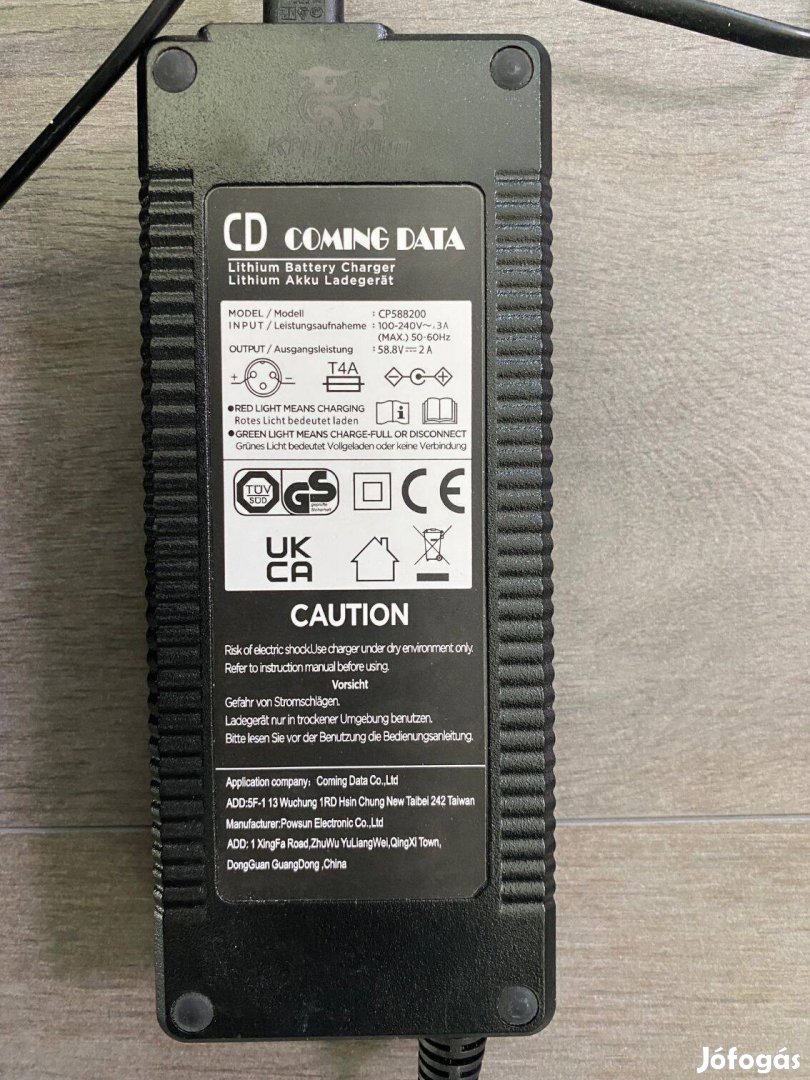 CD COMING DATA
Lithium Battery Charger
Lithium Akku Ladegerät
MODEL / Modell : CP588200
INPUT / Leistungsaufnaheme : 100-240V~.3A
(MAX.) 50-60Hz
OUTPUT / Ausgangsleistung : 58.8V⎓2A
+ - T4A
●RED LIGHT MEANS CHARGING
Rotes Licht bedeutet laden
●GREEN LIGHT MEANS CHARGE-FULL OR DISCONNECT
Grünes Licht bedeutet Vollgeladen oder keine Verbindung
TÜV SÜD GS geprüfte Sicherheit CE
UK
CA
CAUTION
Risk of electric shock.Use charger under dry environment only.
Refer to instruction manual before using.
Vorsicht
Gefahr von Stromschlägen.
Ladegerät nur in trockener Umgebung benutzen.
Bitte lesen Sie vor der Benutzung die Bedienungsanleitung.
Application company: Coming Data Co.,Ltd
ADD:5F-1 13 Wuchung 1RD Hsin Chung New Taibei 242 Taiwan
Manufacturer:Powsun Electronic Co.,Ltd
ADD: 1 XingFa Road,ZhuWu YuLiangWei,QingXi Town,
DongGuan GuangDong ,China
Jófogás